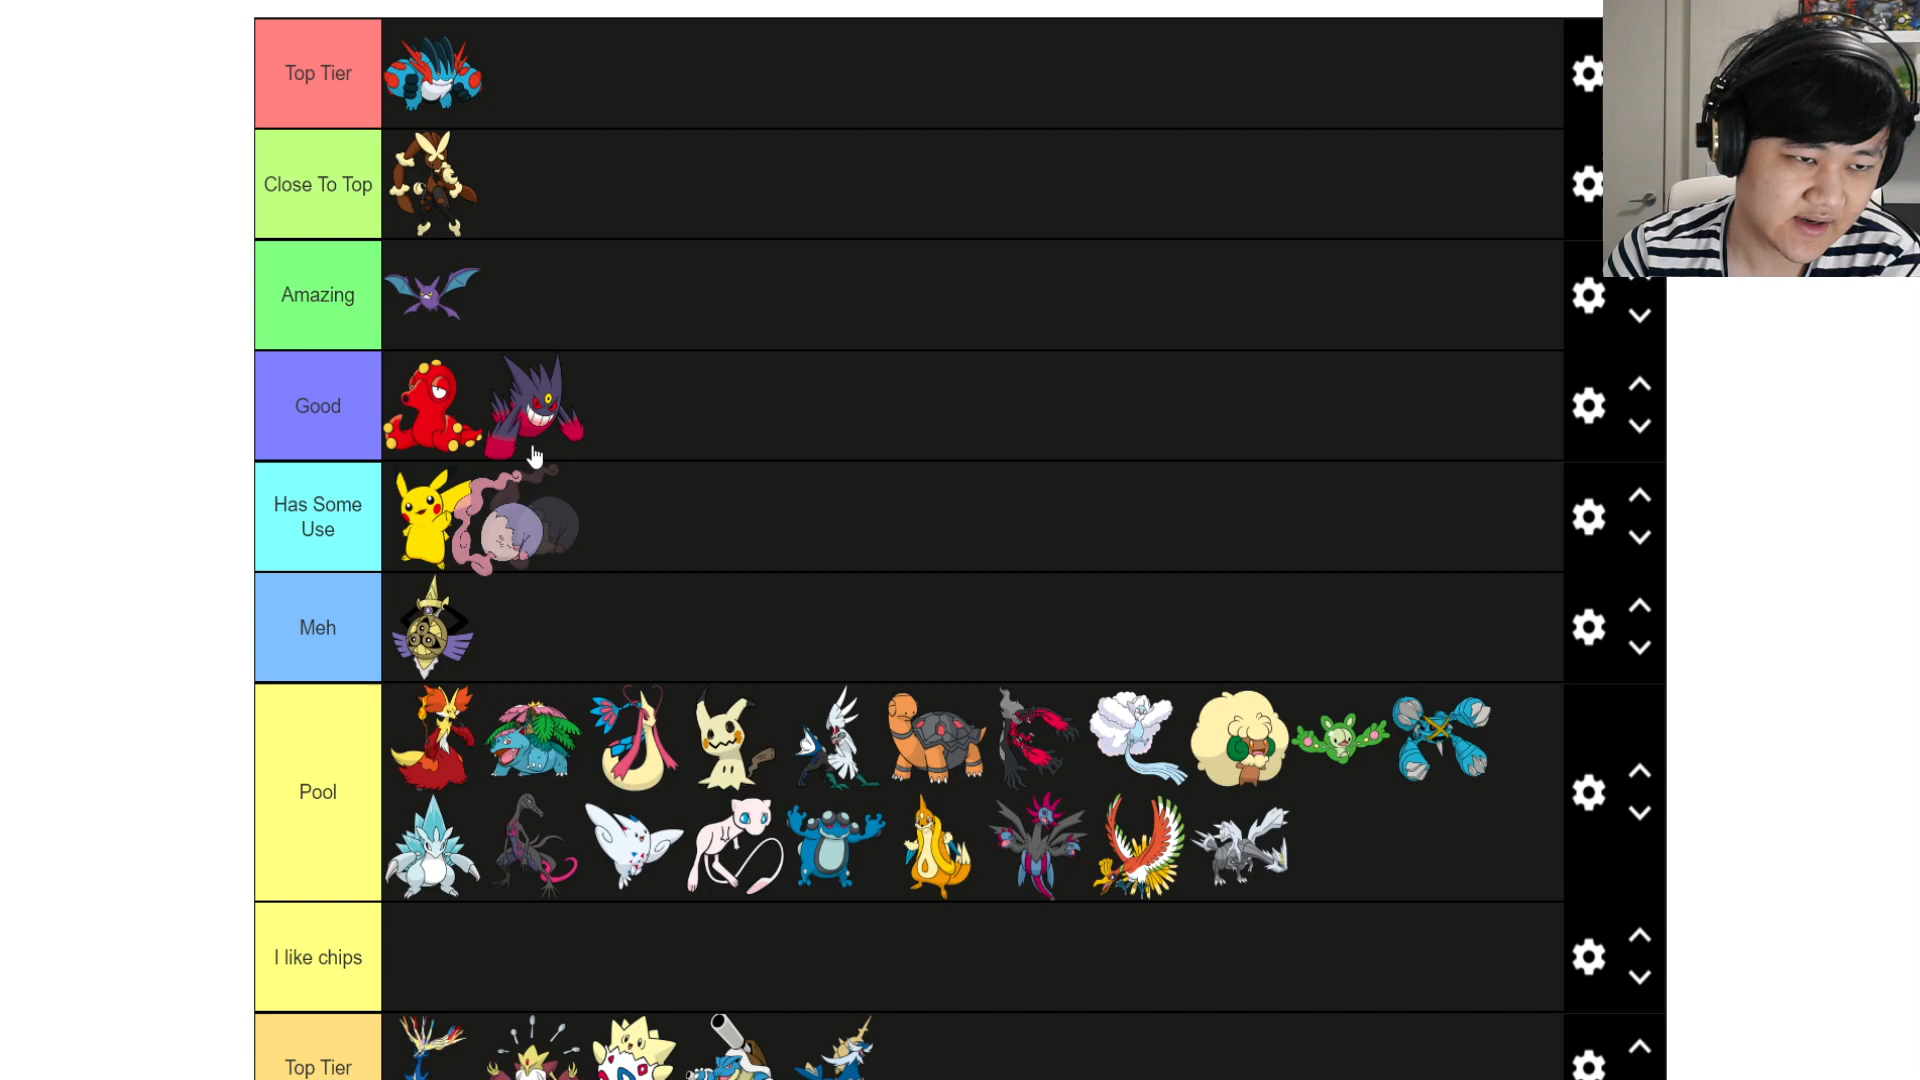 Top Tier
Close To Top
Amazing
Good
Has Some
Use
Meh
Pool
I like chips
Top Tier